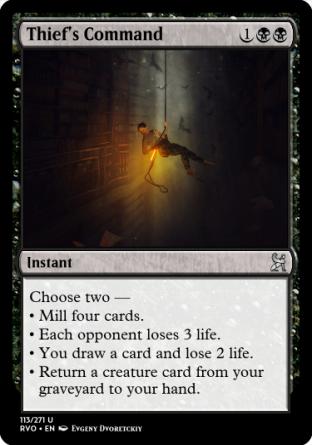 Thief's Command 1
Instant
Choose two —
• Mill four cards.
• Each opponent loses 3 life.
• You draw a card and lose 2 life.
• Return a creature card from your
graveyard to your hand.
113/271 U
RVO • EN Evgeny Dvoretckiy